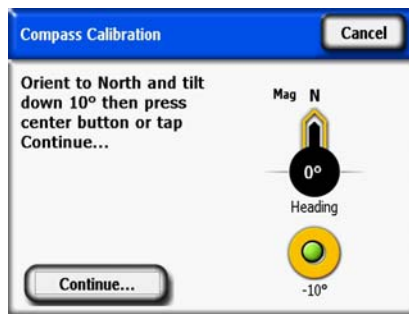 Compass Calibration
Cancel
Orient to North and tilt
down 10° then press
center button or tap
Continue...
Mag N
0°
Heading
-10°
Continue...